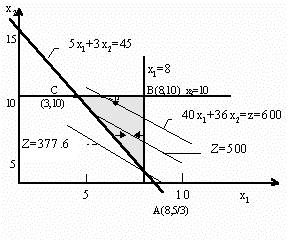 x₂
15
5x₁+3x₂=45
x₁=8
C
B(8,10) x₂=10
10
(3,10)
40x₁+36x₂=z=600
Z=377.6
Z=500
5
5
10
x₁
A(8,5/3)